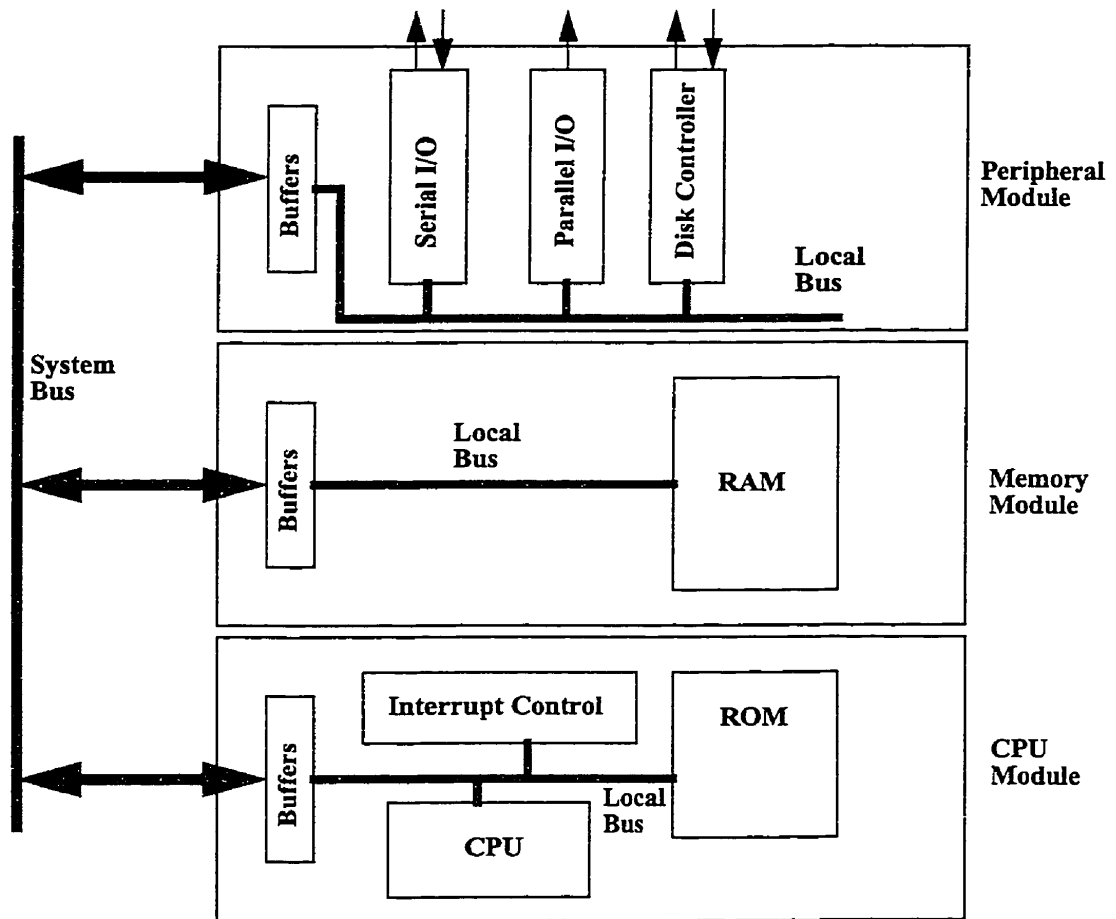 Buffers
Serial I/O
Parallel I/O
Disk Controller
Local
Bus
Peripheral
Module
System
Bus
Buffers
Local
Bus
RAM
Memory
Module
Buffers
Interrupt Control
ROM
Local
Bus
CPU
CPU
Module